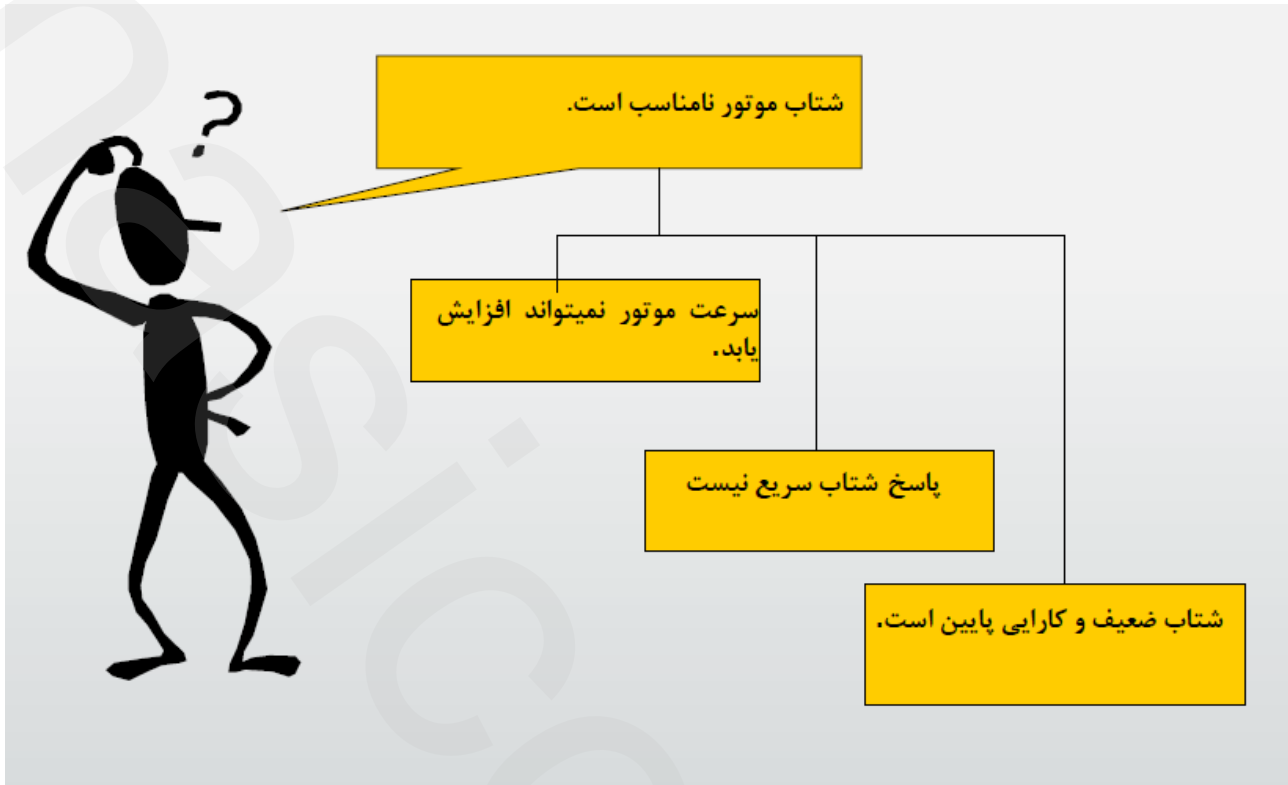 ?
شتاب موتور نامناسب است.
سرعت موتور نمیتواند افزایش
یابد.
پاسخ شتاب سریع نیست
شتاب ضعیف و کارایی پایین است.